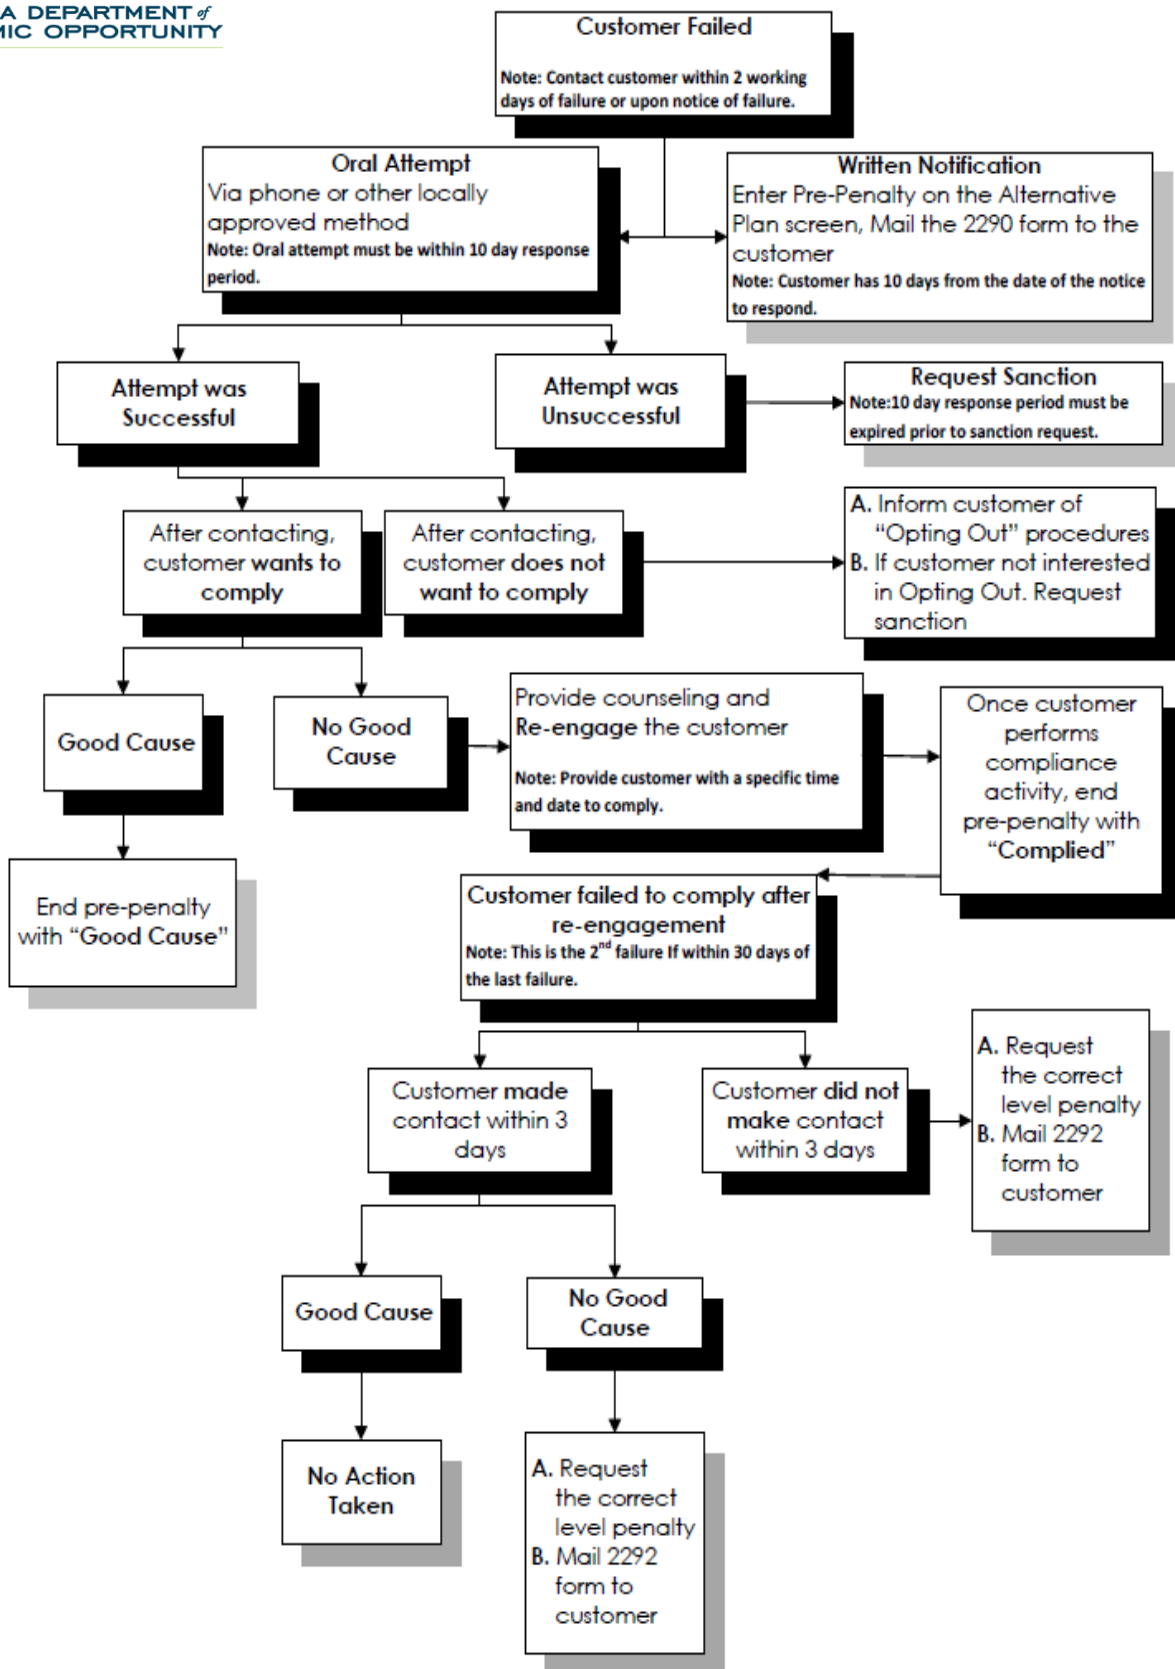 A DEPARTMENT of
MIC OPPORTUNITY
Customer Failed
Note: Contact customer within 2 working
days of failure or upon notice of failure.
Oral Attempt
Via phone or other locally
approved method
Note: Oral attempt must be within 10 day response
period.
Written Notification
Enter Pre-Penalty on the Alternative
Plan screen, Mail the 2290 form to the
customer
Note: Customer has 10 days from the date of the notice
to respond.
Attempt was
Successful
Attempt was
Unsuccessful
Request Sanction
Note:10 day response period must be
expired prior to sanction request.
After contacting,
customer wants to
comply
After contacting,
customer does not
want to comply
A. Inform customer of
“Opting Out” procedures
B. If customer not interested
in Opting Out. Request
sanction
Good Cause
No Good
Cause
Provide counseling and
Re-engage the customer
Note: Provide customer with a specific time
and date to comply.
Once customer
performs
compliance
activity, end
pre-penalty with
“Complied”
End pre-penalty
with “Good Cause”
Customer failed to comply after
re-engagement
Note: This is the 2nd failure If within 30 days of
the last failure.
Customer made
contact within 3
days
Customer did not
make contact
within 3 days
A. Request
the correct
level penalty
B. Mail 2292
form to
customer
Good Cause
No Good
Cause
No Action
Taken
A. Request
the correct
level penalty
B. Mail 2292
form to
customer